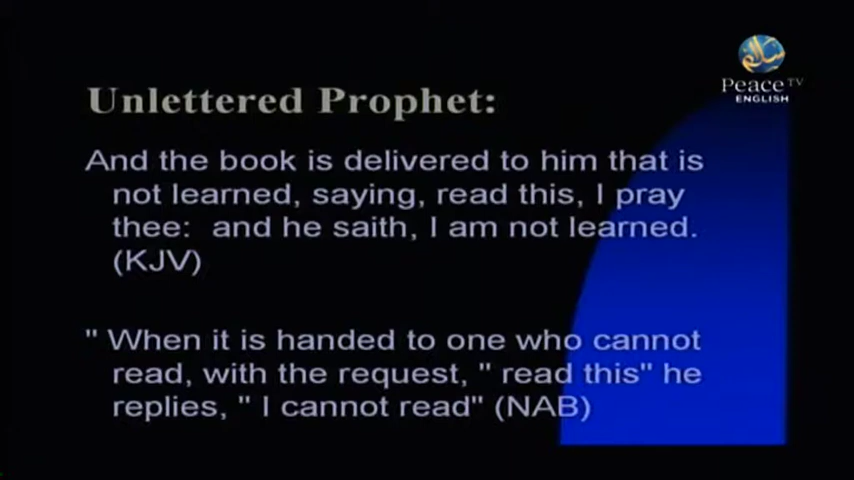 سلام
Peace TV
ENGLISH
Unlettered Prophet:
And the book is delivered to him that is
not learned, saying, read this, I pray
thee: and he saith, I am not learned.
(KJV)
" When it is handed to one who cannot
read, with the request, " read this" he
replies, " I cannot read" (NAB)